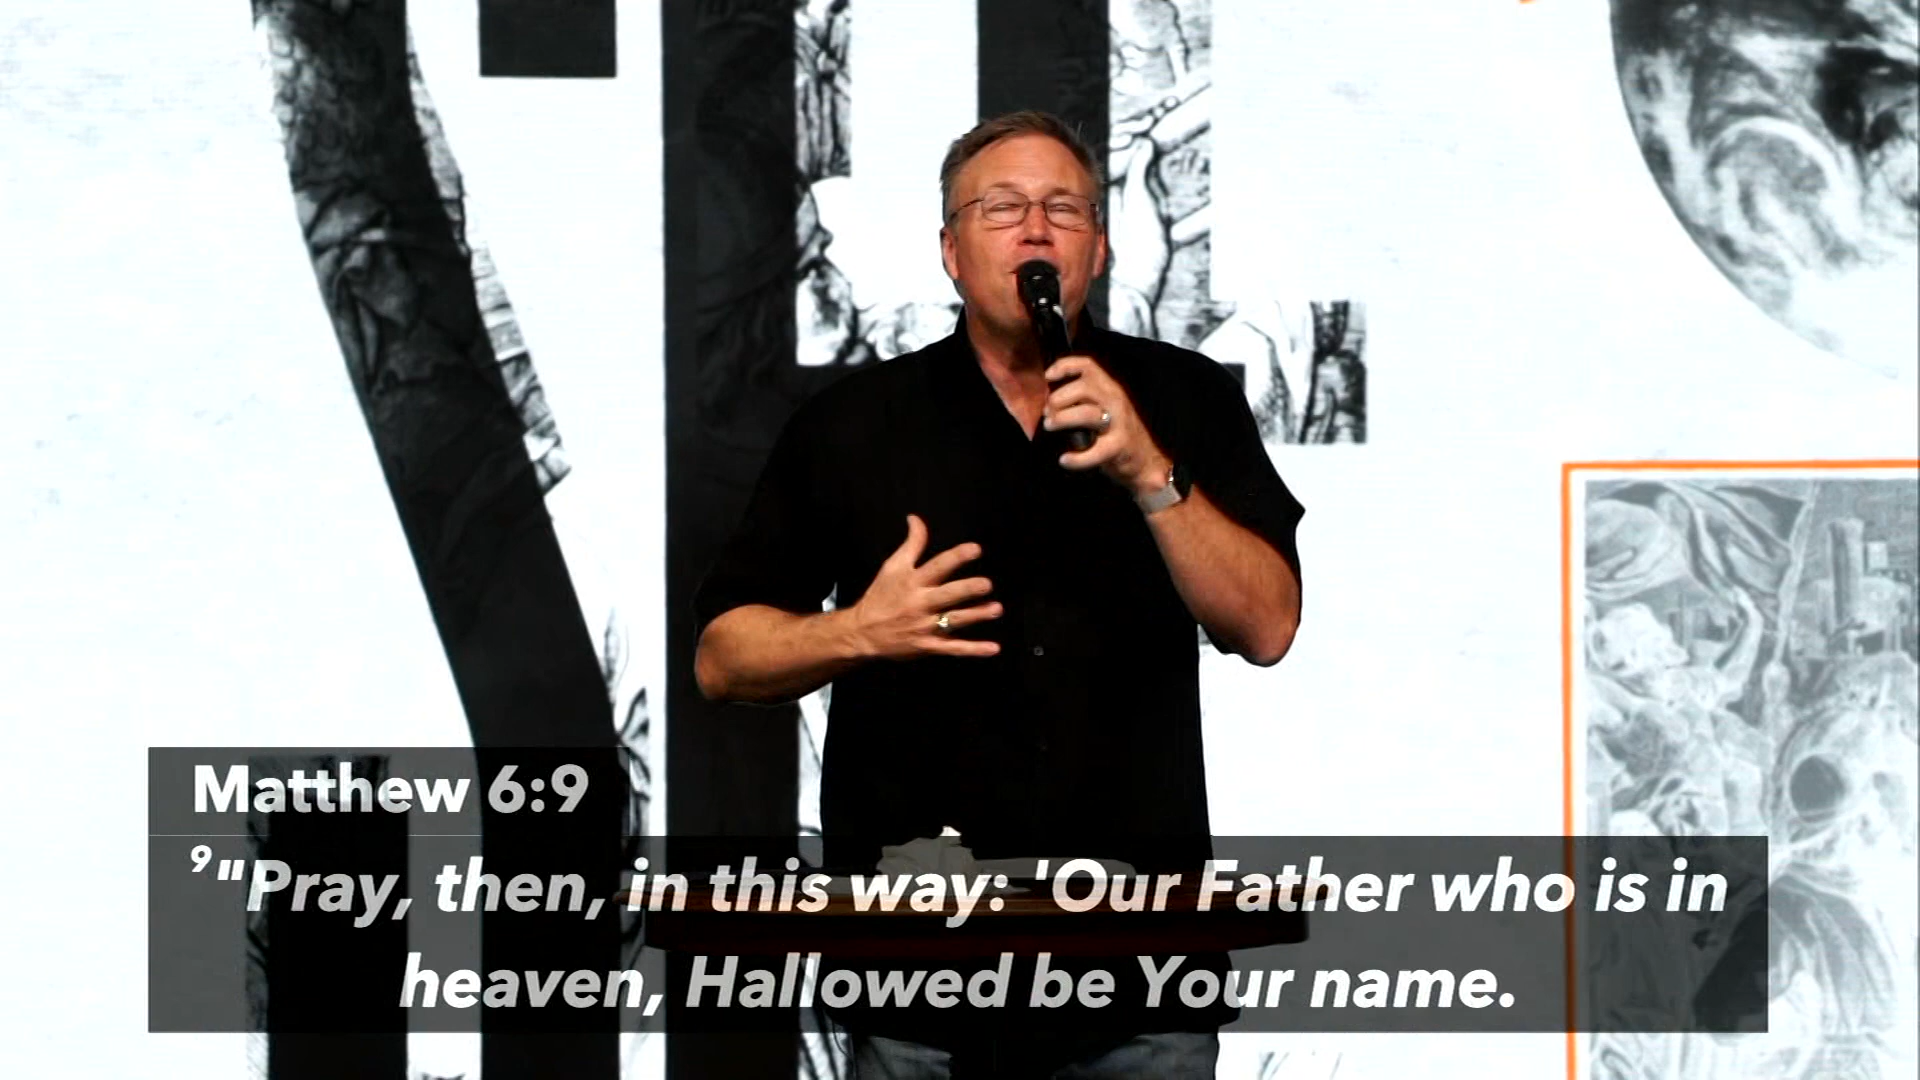 Matthew 6:9
⁹"Pray, then, in this way: 'Our Father who is in
heaven, Hallowed be Your name.